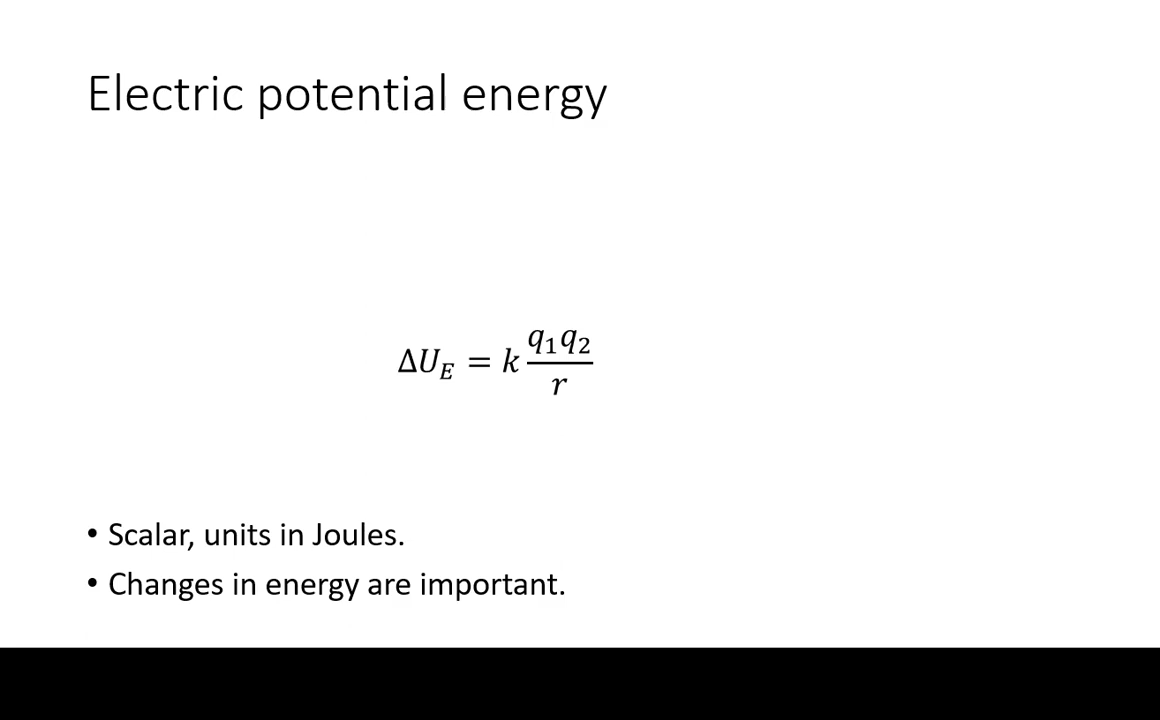 Electric potential energy
ΔU_E = k q₁q₂/r
• Scalar, units in Joules.
• Changes in energy are important.